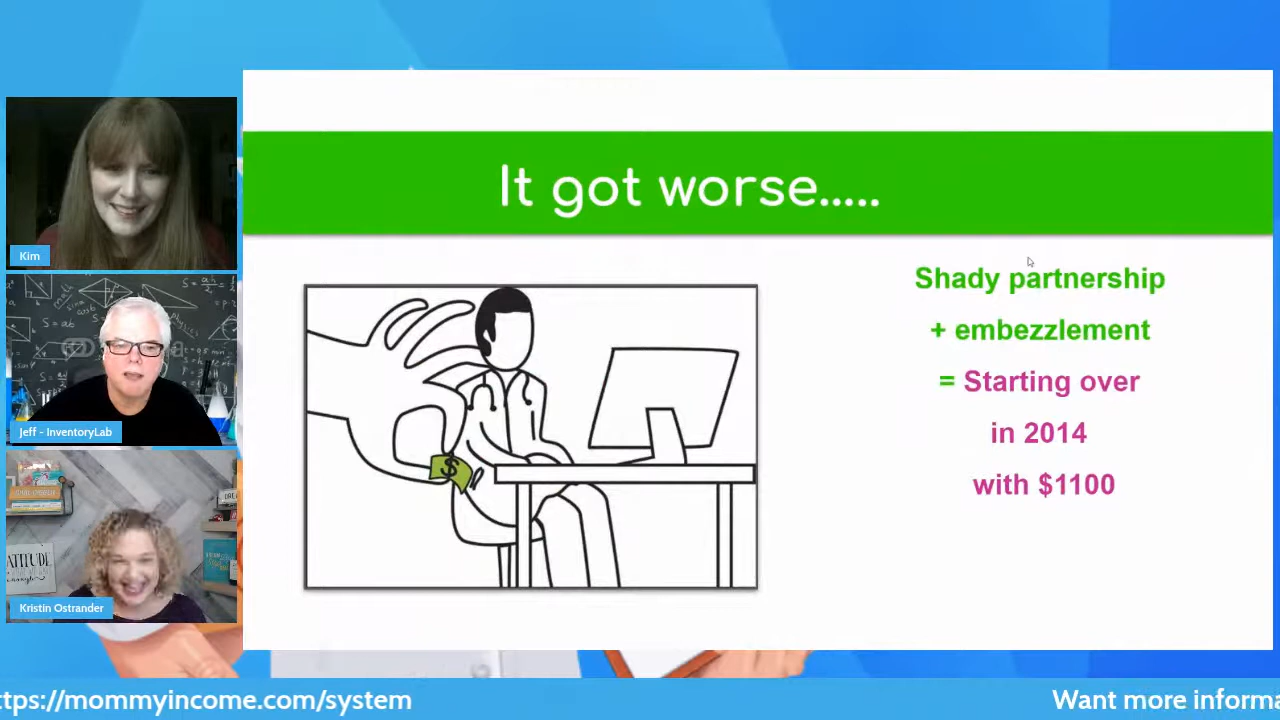 It got worse.....
Shady partnership
+ embezzlement
= Starting over
in 2014
with $1100
$
Kim
Jeff - InventoryLab
Kristin Ostrander
ttps://mommyincome.com/system
Want more informa